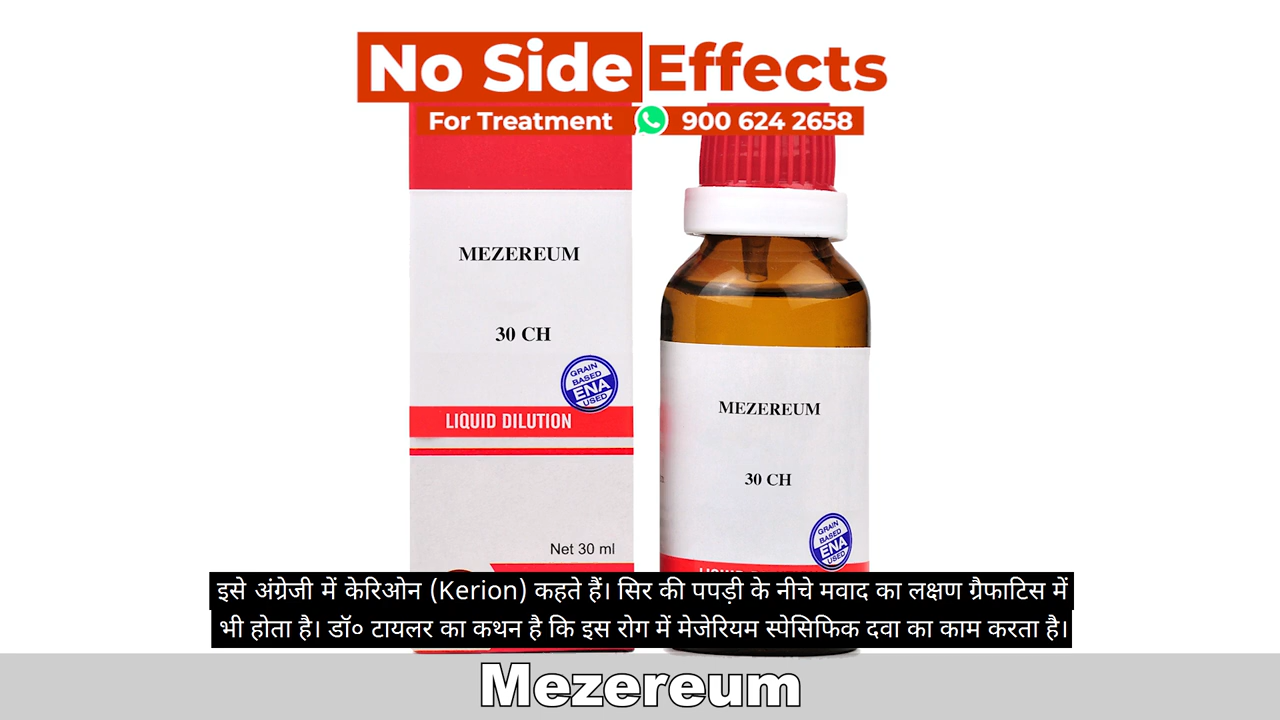 No Side Effects
For Treatment 900 624 2658
MEZEREUM
30 CH
GRAIN
BASED
ENA
USED
LIQUID DILUTION
Net 30 ml
MEZEREUM
30 CH
GRAIN
BASED
ENA
USED
इसे अंग्रेजी में केरिओन (Kerion) कहते हैं। सिर की पपड़ी के नीचे मवाद का लक्षण ग्रैफाटिस में
भी होता है। डॉ० टायलर का कथन है कि इस रोग में मेजेरियम स्पेसिफिक दवा का काम करता है।
Mezereum